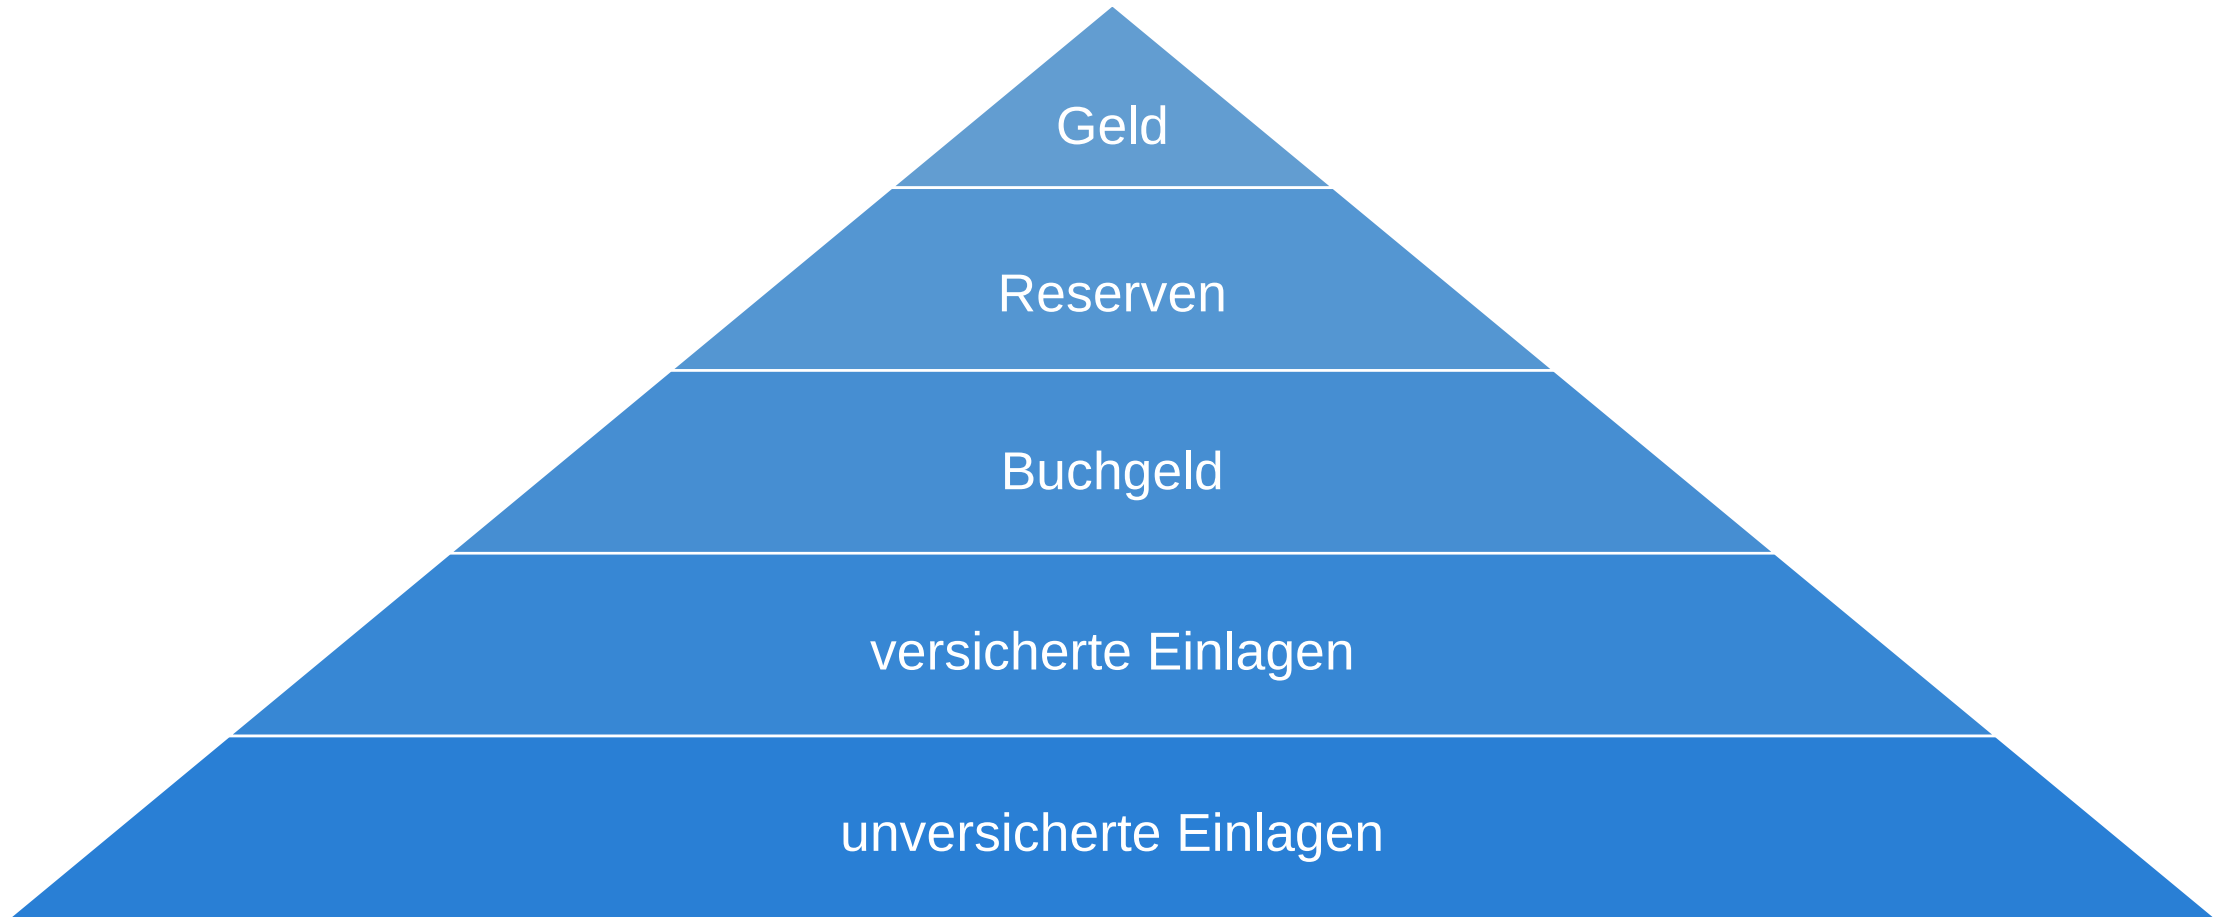 Geld
Reserven
Buchgeld
versicherte Einlagen
unversicherte Einlagen